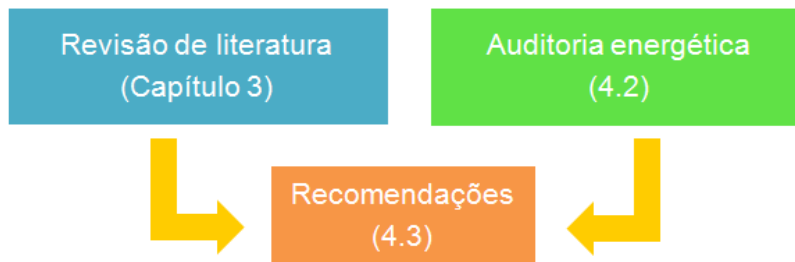 Revisão de literatura
(Capítulo 3)
Auditoria energética
(4.2)
Recomendações
(4.3)